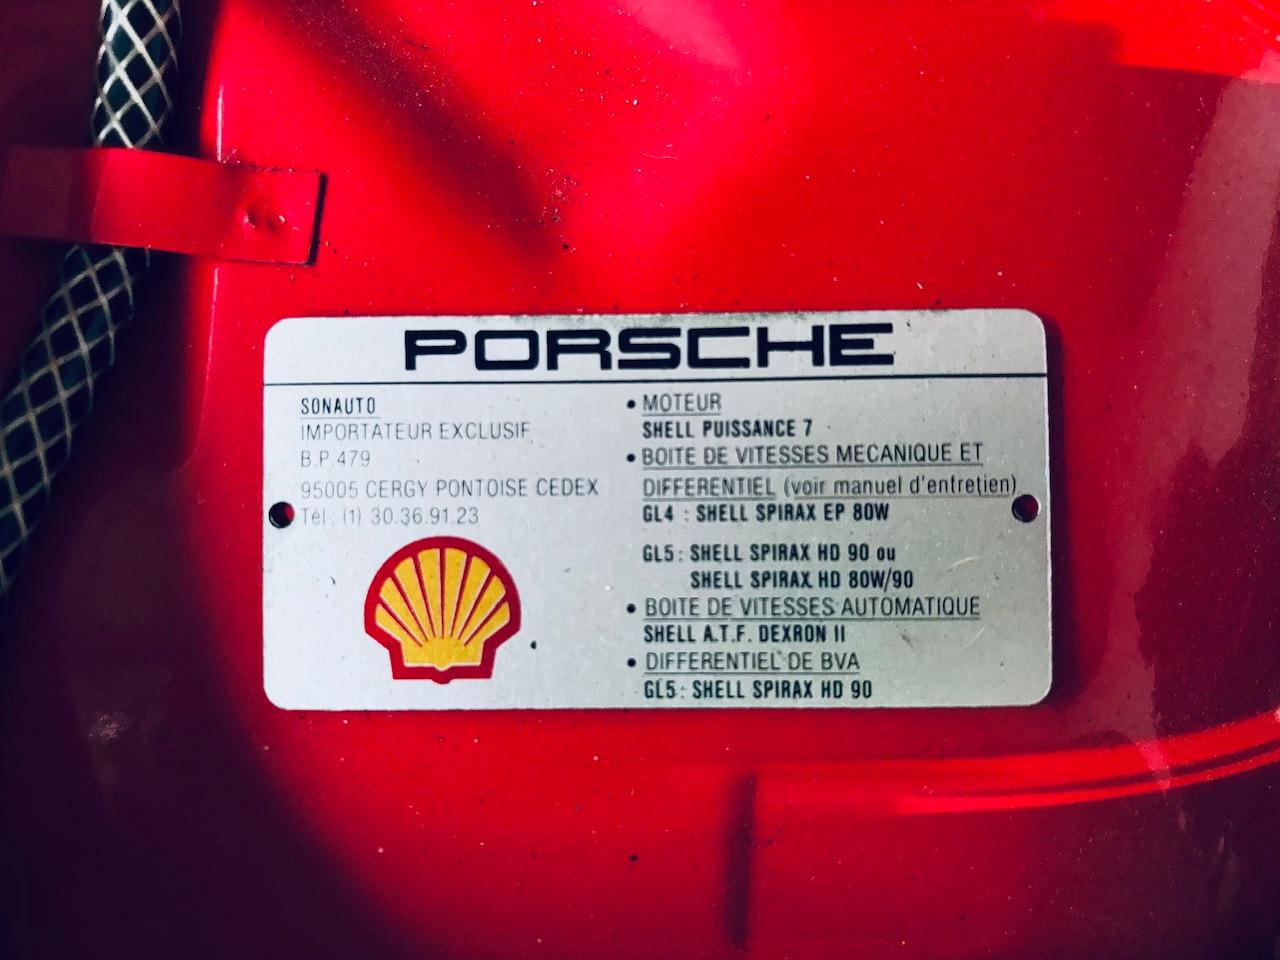 PORSCHE
SONAUTO
IMPORTATEUR EXCLUSIF
B.P. 479
95005 CERGY PONTOISE CEDEX
Tél : (1) 30.36.91.23
• MOTEUR
SHELL PUISSANCE 7
• BOITE DE VITESSES MECANIQUE ET
DIFFERENTIEL (voir manuel d'entretien)
GL4 : SHELL SPIRAX EP 80W
GL5 : SHELL SPIRAX HD 90 ou
SHELL SPIRAX HD 80W/90
• BOITE DE VITESSES AUTOMATIQUE
SHELL A.T.F. DEXRON II
• DIFFERENTIEL DE BVA
GL5 : SHELL SPIRAX HD 90